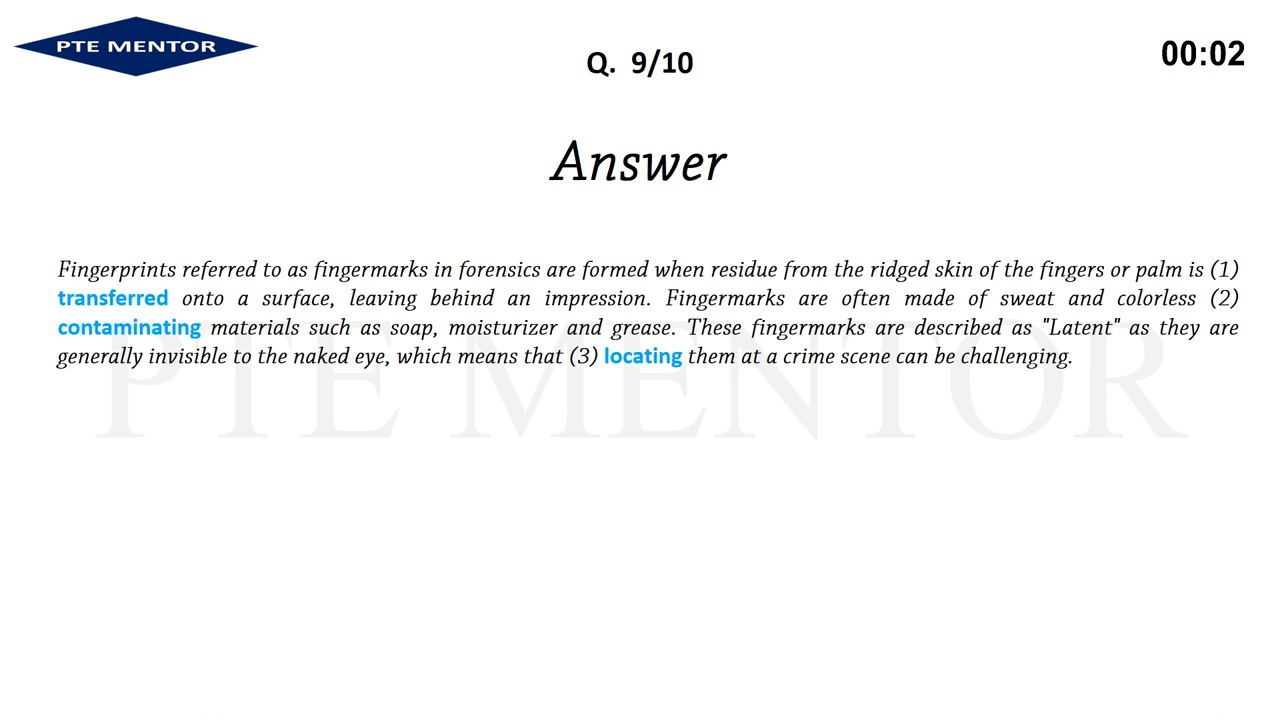 PTE MENTOR
Q. 9/10
00:02
Answer
Fingerprints referred to as fingermarks in forensics are formed when residue from the ridged skin of the fingers or palm is (1)
transferred onto a surface, leaving behind an impression. Fingermarks are often made of sweat and colorless (2)
contaminating materials such as soap, moisturizer and grease. These fingermarks are described as "Latent" as they are
generally invisible to the naked eye, which means that (3) locating them at a crime scene can be challenging.
PTE MENTOR